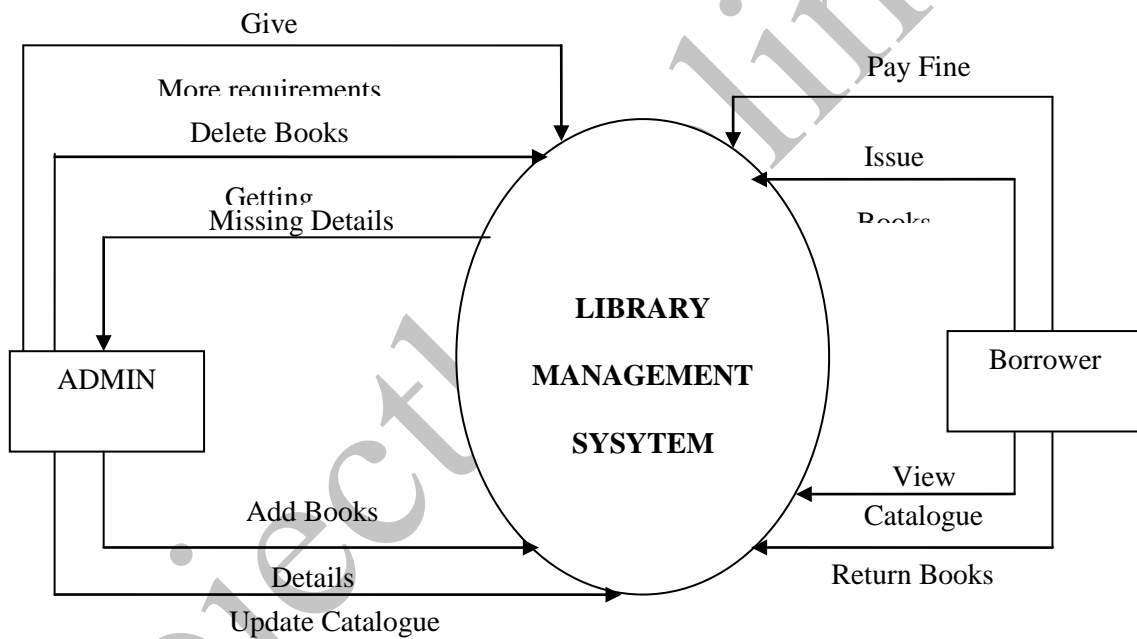 Give
More requirements
Delete Books
Getting
Missing Details
ADMIN
Add Books
Details
Update Catalogue
LIBRARY
MANAGEMENT
SYSYTEM
Pay Fine
Issue
Books
Borrower
View
Catalogue
Return Books